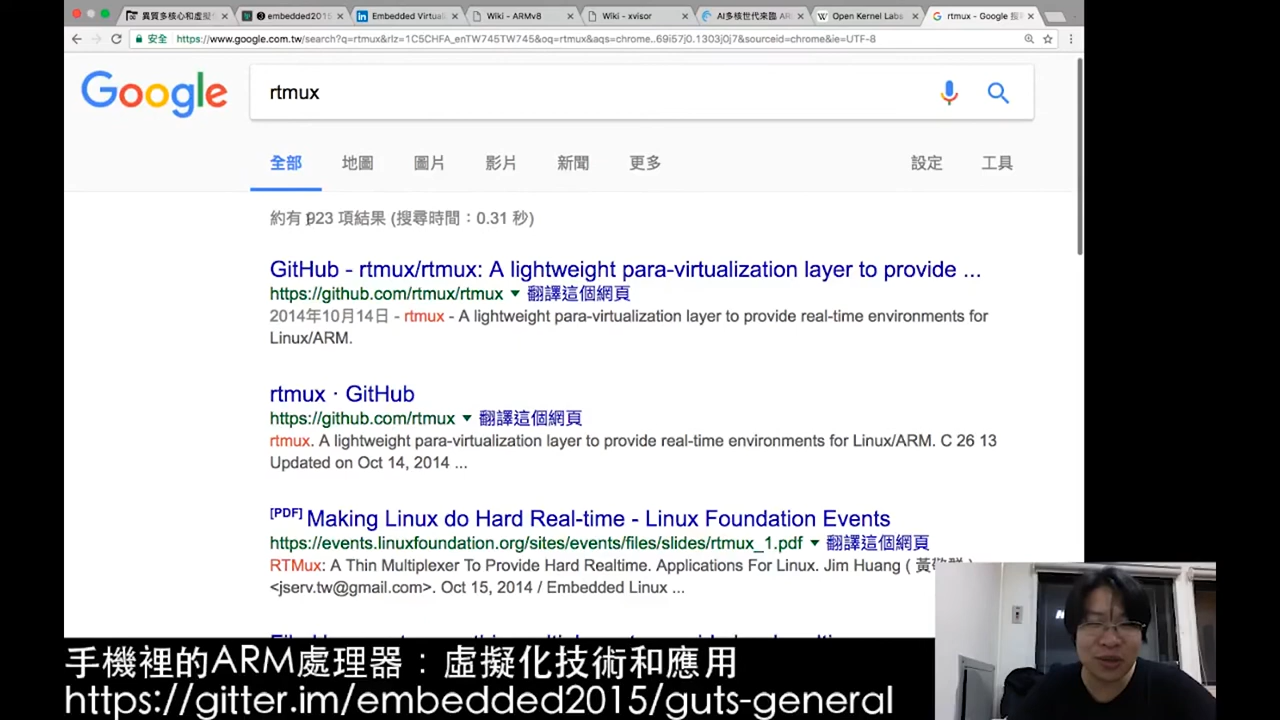 異質多核心和虛擬
embedded2015
Embedded Virtuali
Wiki - ARMv8
Wiki - xvisor
AI多核世代來臨 AR
Open Kernel Labs
rtmux - Google 搜尋
安全 https://www.google.com.tw/search?q=rtmux&rlz=1C5CHFA_enTW745TW745&oq=rtmux&aqs=chrome..69i57j0.1303j0j7&sourceid=chrome&ie=UTF-8
Google
rtmux
全部 地圖 圖片 影片 新聞 更多 設定 工具
約有 923 項結果 (搜尋時間：0.31 秒)
GitHub - rtmux/rtmux: A lightweight para-virtualization layer to provide ...
https://github.com/rtmux/rtmux 翻譯這個網頁
2014年10月14日 - rtmux - A lightweight para-virtualization layer to provide real-time environments for
Linux/ARM.
rtmux · GitHub
https://github.com/rtmux 翻譯這個網頁
rtmux. A lightweight para-virtualization layer to provide real-time environments for Linux/ARM. C 26 13
Updated on Oct 14, 2014 ...
[PDF] Making Linux do Hard Real-time - Linux Foundation Events
https://events.linuxfoundation.org/sites/events/files/slides/rtmux_1.pdf 翻譯這個網頁
RTMux: A Thin Multiplexer To Provide Hard Realtime. Applications For Linux. Jim Huang ( 黃敬群 )
<jserv.tw@gmail.com>. Oct 15, 2014 / Embedded Linux ...
手機裡的ARM處理器：虛擬化技術和應用
https://gitter.im/embedded2015/guts-general